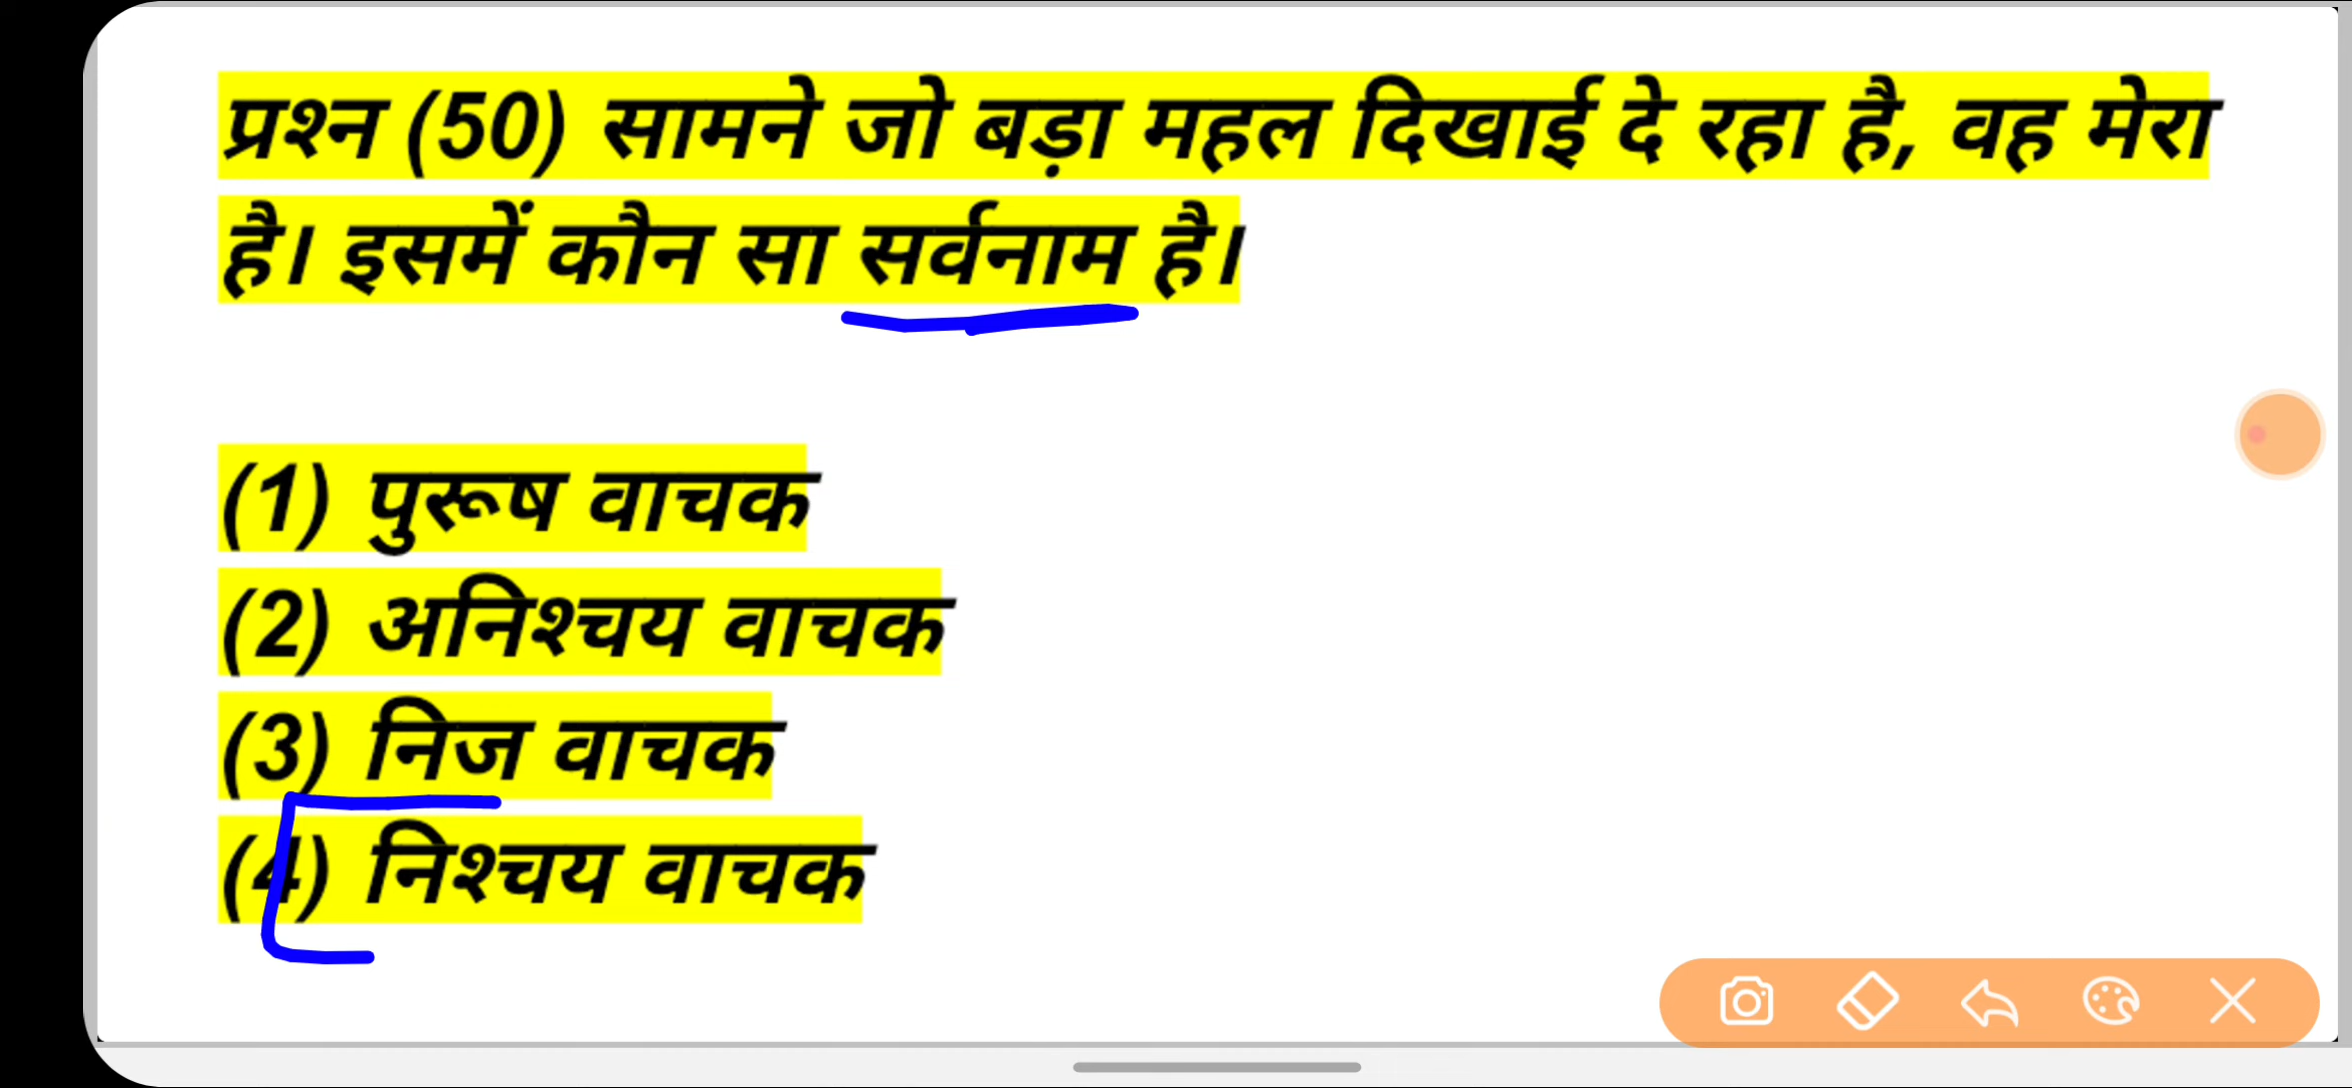 प्रश्न (50) सामने जो बड़ा महल दिखाई दे रहा है, वह मेरा
है। इसमें कौन सा सर्वनाम है।
(1) पुरूष वाचक
(2) अनिश्चय वाचक
(3) निज वाचक
(4) निश्चय वाचक